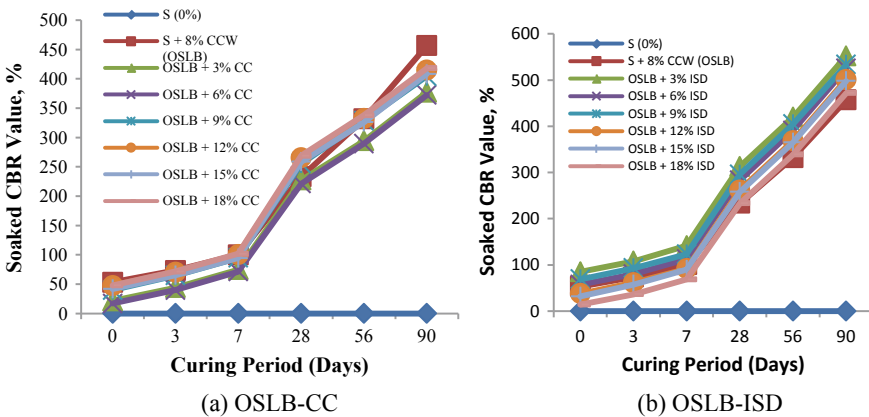 S (0%)
S + 8% CCW
(OSLB)
OSLB + 3% CC
OSLB + 6% CC
OSLB + 9% CC
OSLB + 12% CC
OSLB + 15% CC
OSLB + 18% CC
Soaked CBR Value, %
500
450
400
350
300
250
200
150
100
50
0
0 3 7 28 56 90
Curing Period (Days)
(a) OSLB-CC
S (0%)
S + 8% CCW (OSLB)
OSLB + 3% ISD
OSLB + 6% ISD
OSLB + 9% ISD
OSLB + 12% ISD
OSLB + 15% ISD
OSLB + 18% ISD
Soaked CBR Value, %
600
500
400
300
200
100
0
0 3 7 28 56 90
Curing Period (Days)
(b) OSLB-ISD